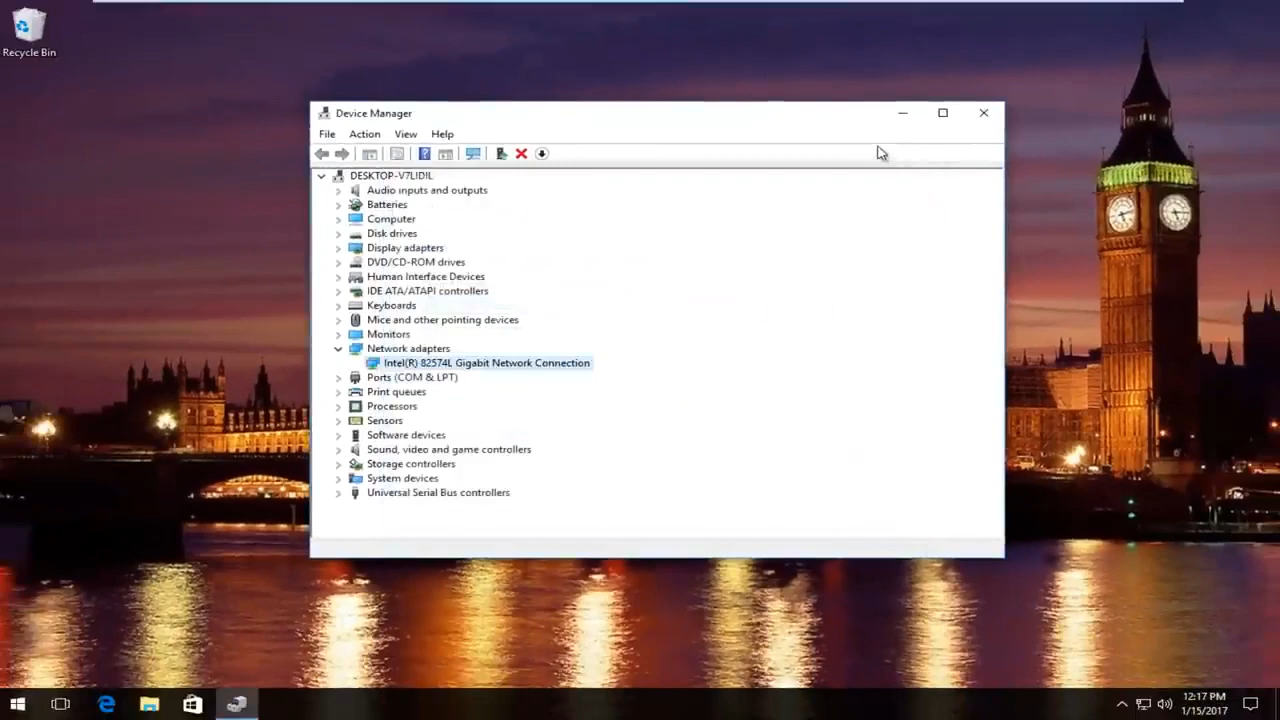 Recycle Bin
Device Manager
File Action View Help
DESKTOP-V7LIDIL
Audio inputs and outputs
Batteries
Computer
Disk drives
Display adapters
DVD/CD-ROM drives
Human Interface Devices
IDE ATA/ATAPI controllers
Keyboards
Mice and other pointing devices
Monitors
Network adapters
Intel(R) 82574L Gigabit Network Connection
Ports (COM & LPT)
Print queues
Processors
Sensors
Software devices
Sound, video and game controllers
Storage controllers
System devices
Universal Serial Bus controllers
12:17 PM
1/15/2017